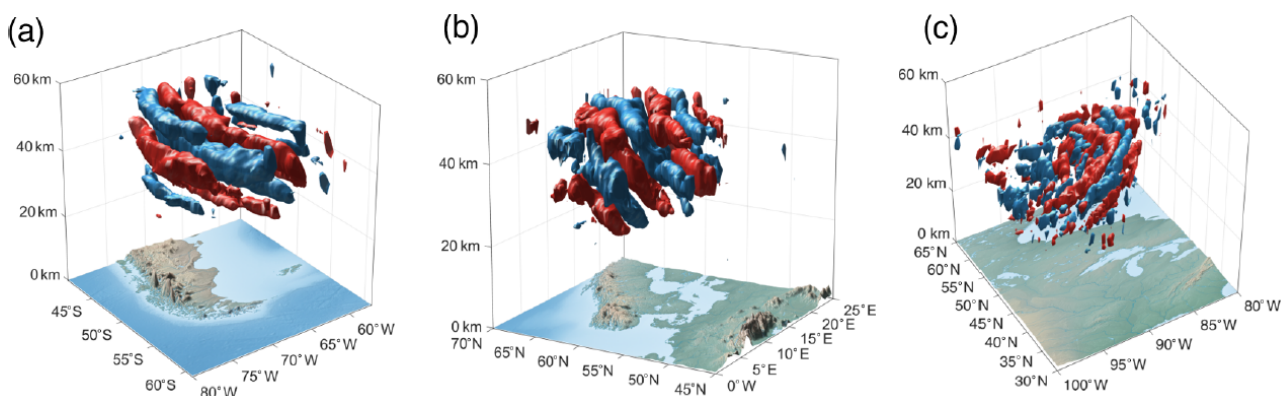 (a)
60 km
40 km
20 km
0 km
45°S
50°S
55°S
60°S
80°W
75°W
70°W
65°W
60°W
(b)
60 km
40 km
20 km
0 km
70°N
65°N
60°N
55°N
50°N
45°N
0°W
5°E
10°E
15°E
20°E
25°E
(c)
60 km
40 km
20 km
0 km
65°N
60°N
55°N
50°N
45°N
40°N
35°N
30°N
100°W
95°W
90°W
85°W
80°W